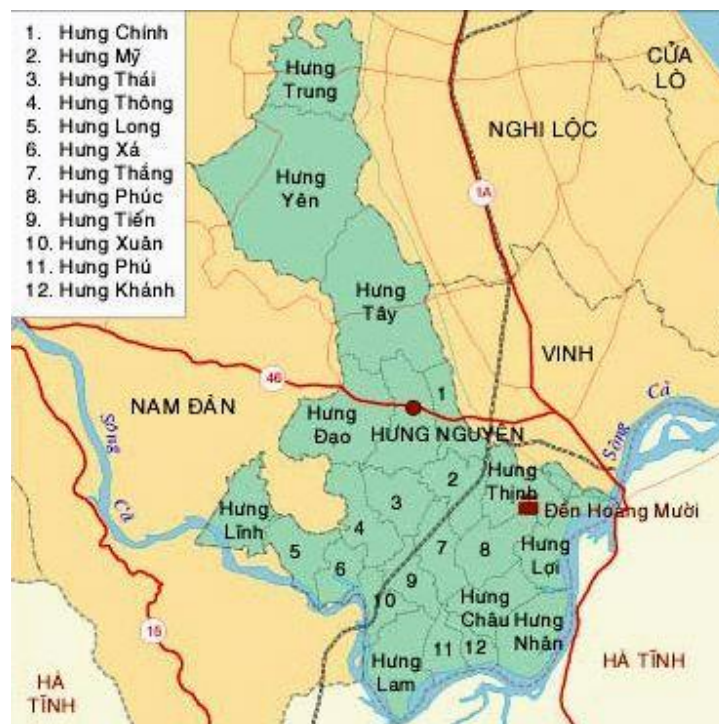 1. Hưng Chính
2. Hưng Mỹ
3. Hưng Thái
4. Hưng Thông
5. Hưng Long
6. Hưng Xá
7. Hưng Thắng
8. Hưng Phúc
9. Hưng Tiến
10. Hưng Xuân
11. Hưng Phú
12. Hưng Khánh
Hưng
Trung
CỬA
LÒ
NGHI LỘC
Hưng
Yên
1A
Hưng
Tây
VINH
46
1
NAM ĐÀN
Hưng
Đạo
HƯNG NGUYÊN
Sông
Cả
Sông
Cả
2
Hưng
Thịnh
3
Đền Hoàng Mười
Hưng
Lĩnh
4
5
6
7
8
Hưng
Lợi
9
10
Hưng
Châu
Hưng
Nhân
11
12
15
Hưng
Lam
HÀ
TĨNH
HÀ TĨNH